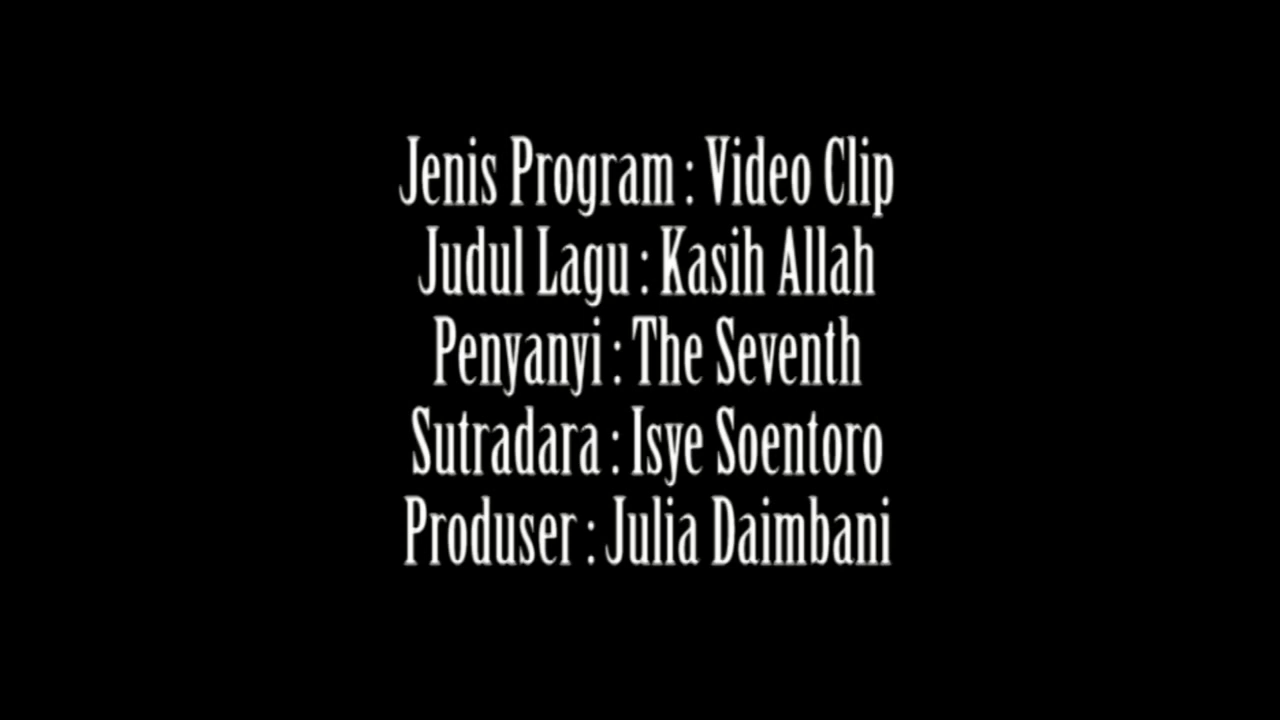 Jenis Program : Video Clip
Judul Lagu : Kasih Allah
Penyanyi : The Seventh
Sutradara : Isye Soentoro
Produser : Julia Daimbani